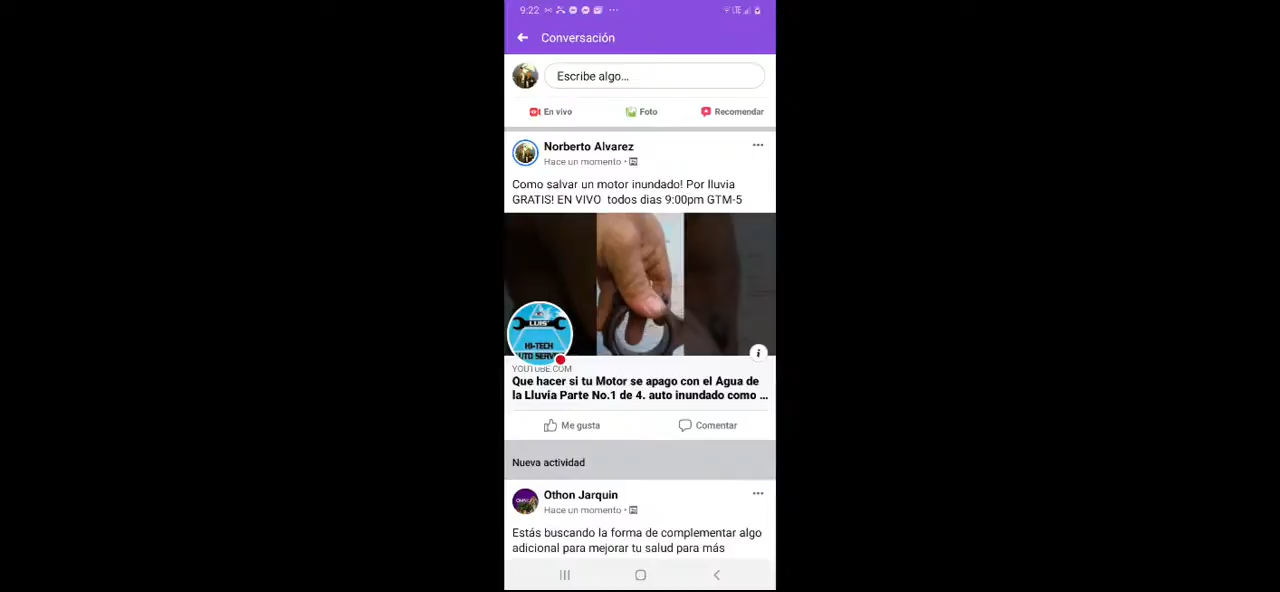 9:22
Conversación
Escribe algo...
En vivo
Foto
Recomendar
Norberto Alvarez
Hace un momento
Como salvar un motor inundado! Por lluvia
GRATIS! EN VIVO todos dias 9:00pm GTM-5
LUIS'
HI-TECH
AUTO SERV
YOUTUBE.COM
Que hacer si tu Motor se apago con el Agua de
la Lluvia Parte No.1 de 4. auto inundado como ...
Me gusta
Comentar
Nueva actividad
Othon Jarquin
Hace un momento
Estás buscando la forma de complementar algo
adicional para mejorar tu salud para más